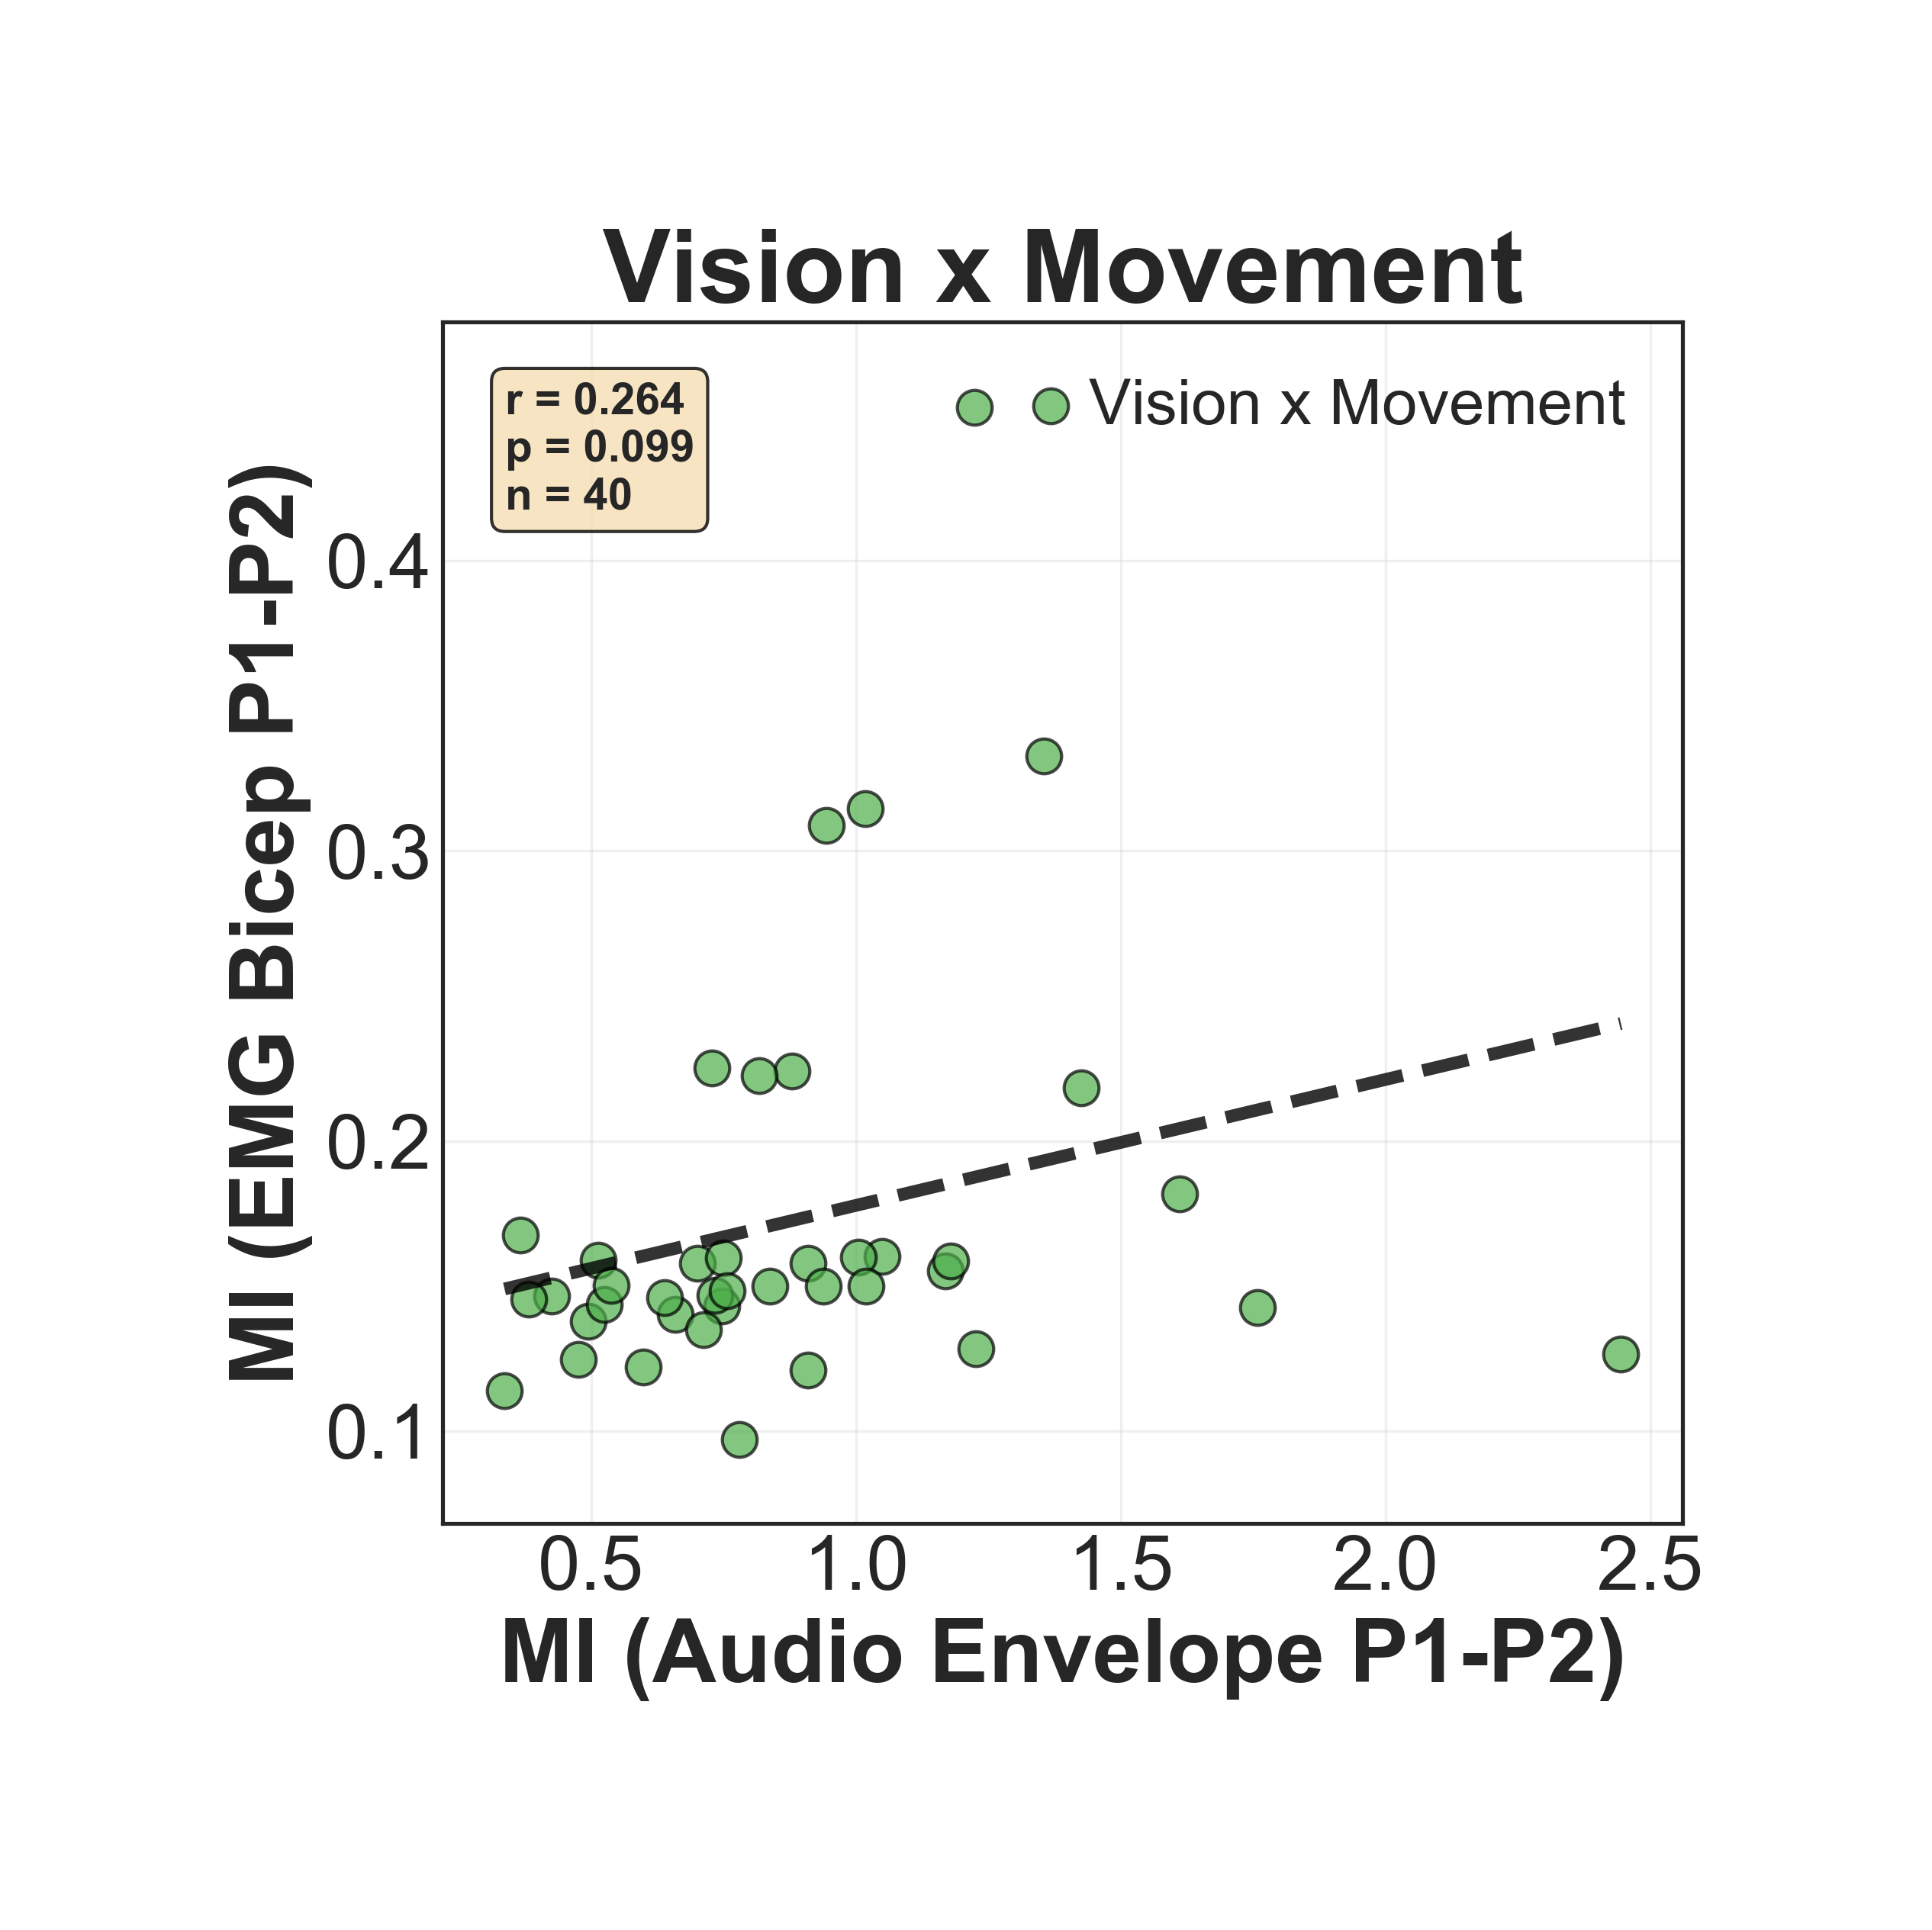 Vision x Movement
r = 0.264
p = 0.099
n = 40
Vision x Movement
MI (EMG Bicep P1-P2)
0.4
0.3
0.2
0.1
0.5 1.0 1.5 2.0 2.5
MI (Audio Envelope P1-P2)